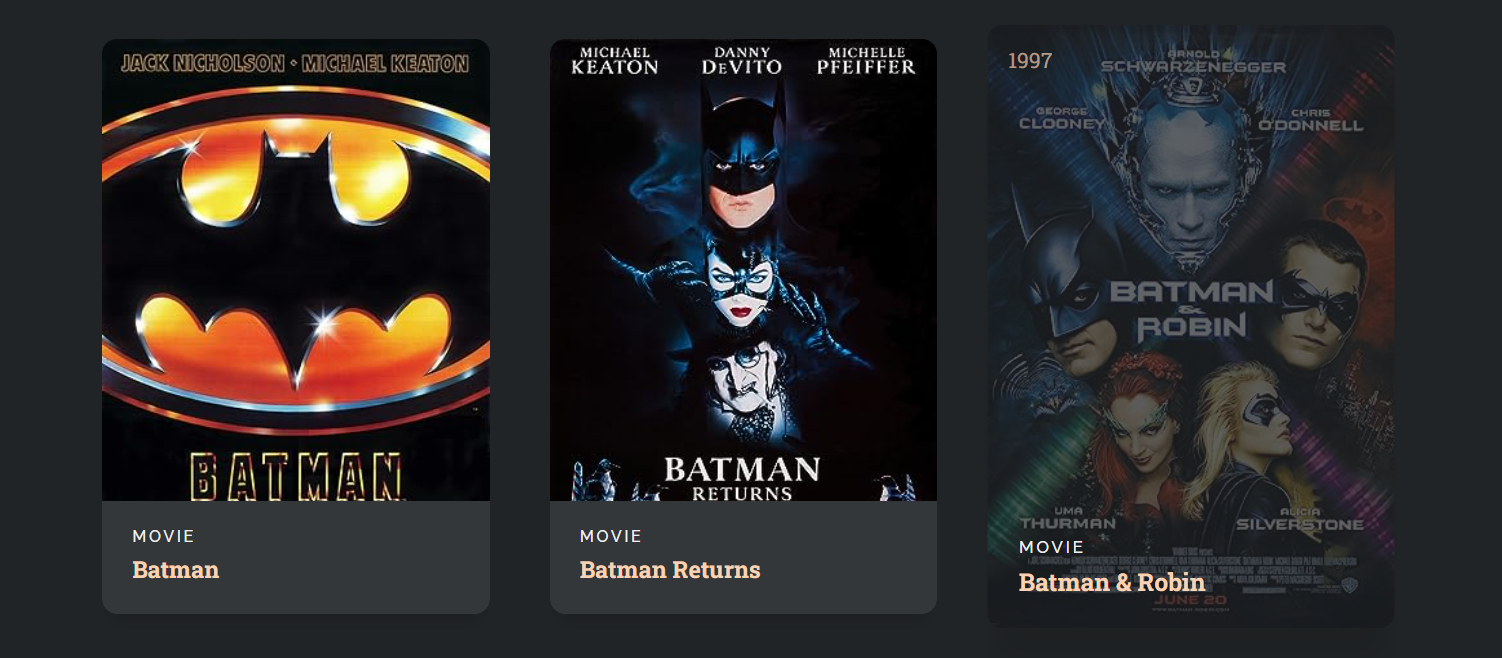 JACK NICHOLSON • MICHAEL KEATON
BATMAN
MOVIE
Batman
MICHAEL KEATON
DANNY DEVITO
MICHELLE PFEIFFER
BATMAN
RETURNS
MOVIE
Batman Returns
1997
ARNOLD
SCHWARZENEGGER
GEORGE
CLOONEY
CHRIS
O'DONNELL
BATMAN
&
ROBIN
UMA
THURMAN
ALICIA
SILVERSTONE
MOVIE
Batman & Robin
JUNE 20